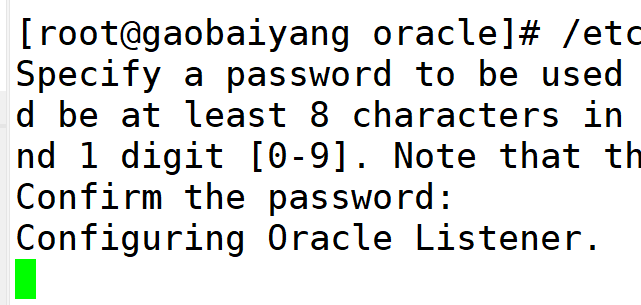 [root@gaobaiyang oracle]# /etc
Specify a password to be used
d be at least 8 characters in
nd 1 digit [0-9]. Note that th
Confirm the password:
Configuring Oracle Listener.